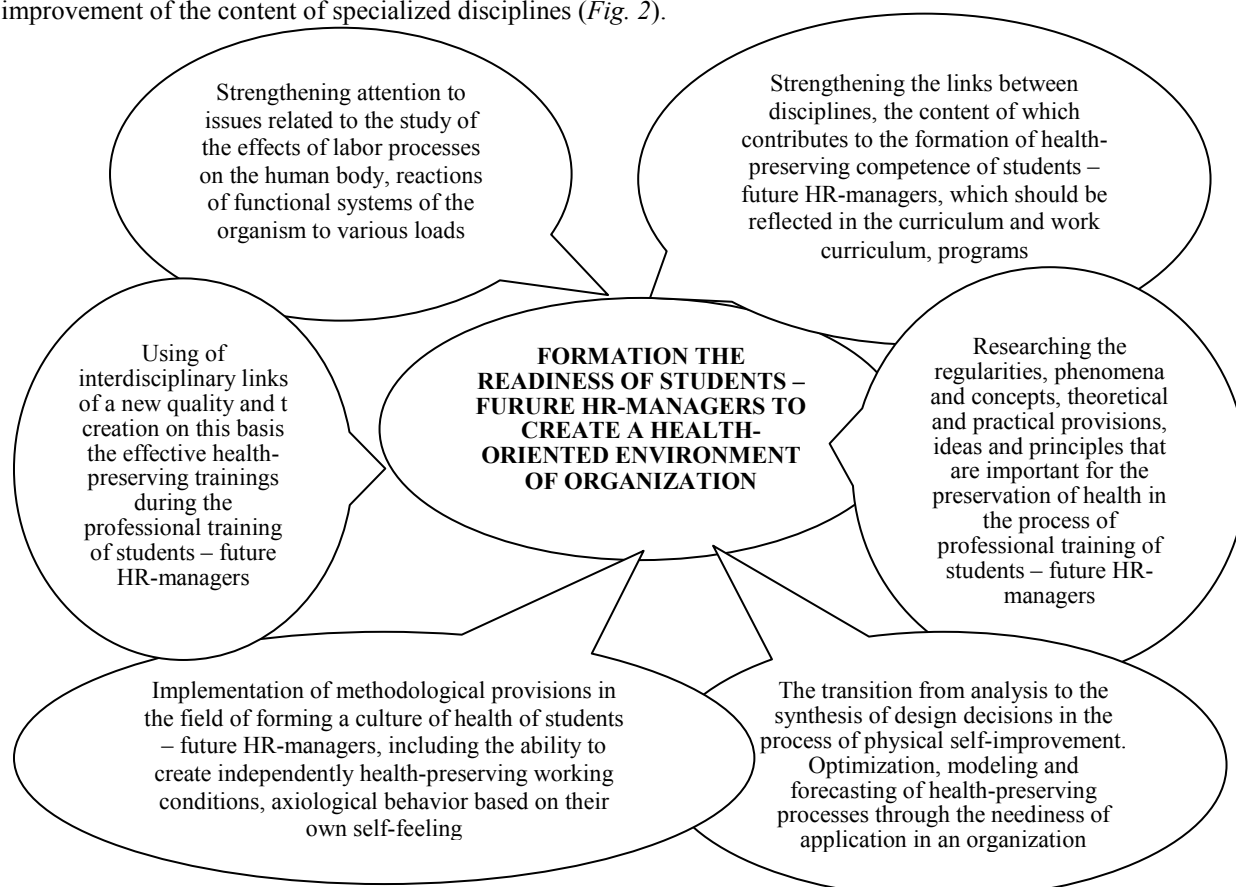 improvement of the content of specialized disciplines (Fig. 2).
Strengthening attention to
issues related to the study of
the effects of labor processes
on the human body, reactions
of functional systems of the
organism to various loads
Strengthening the links between
disciplines, the content of which
contributes to the formation of health-
preserving competence of students –
future HR-managers, which should be
reflected in the curriculum and work
curriculum, programs
Using of
interdisciplinary links
of a new quality and t
creation on this basis
the effective health-
preserving trainings
during the
professional training
of students – future
HR-managers
FORMATION THE
READINESS OF STUDENTS –
FURURE HR-MANAGERS TO
CREATE A HEALTH-
ORIENTED ENVIRONMENT
OF ORGANIZATION
Researching the
regularities, phenomena
and concepts, theoretical
and practical provisions,
ideas and principles that
are important for the
preservation of health in
the process of
professional training of
students – future HR-
managers
Implementation of methodological provisions in
the field of forming a culture of health of students
– future HR-managers, including the ability to
create independently health-preserving working
conditions, axiological behavior based on their
own self-feeling
The transition from analysis to the
synthesis of design decisions in the
process of physical self-improvement.
Optimization, modeling and
forecasting of health-preserving
processes through the neediness of
application in an organization